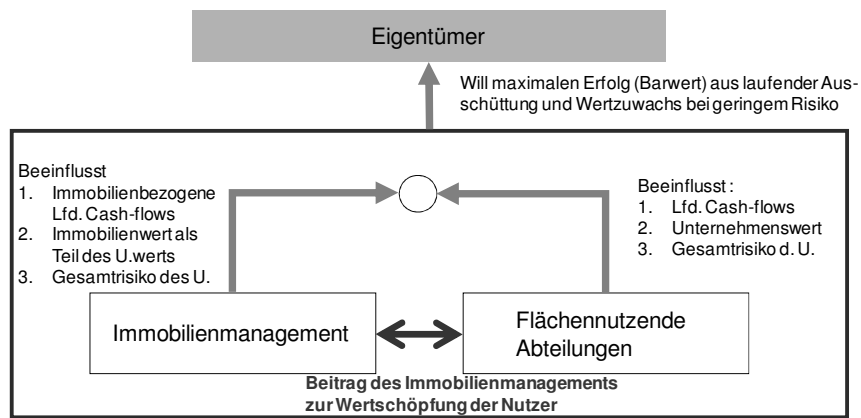 Eigentümer
Will maximalen Erfolg (Barwert) aus laufender Aus-
schüttung und Wertzuwachs bei geringem Risiko
Beeinflusst
1. Immobilienbezogene
Lfd. Cash-flows
2. Immobilienwert als
Teil des U.werts
3. Gesamtrisiko des U.
Beeinflusst :
1. Lfd. Cash-flows
2. Unternehmenswert
3. Gesamtrisiko d. U.
Immobilienmanagement
Flächennutzende
Abteilungen
Beitrag des Immobilienmanagements
zur Wertschöpfung der Nutzer